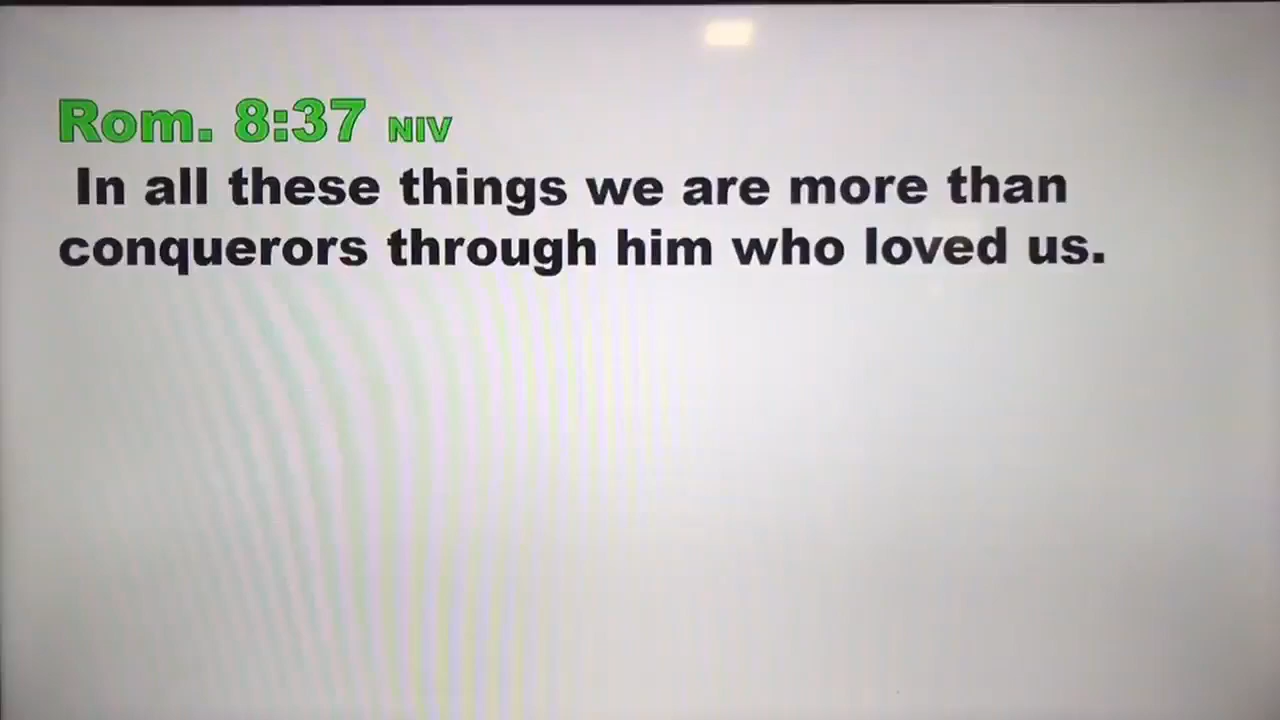 Rom. 8:37 NIV
In all these things we are more than
conquerors through him who loved us.